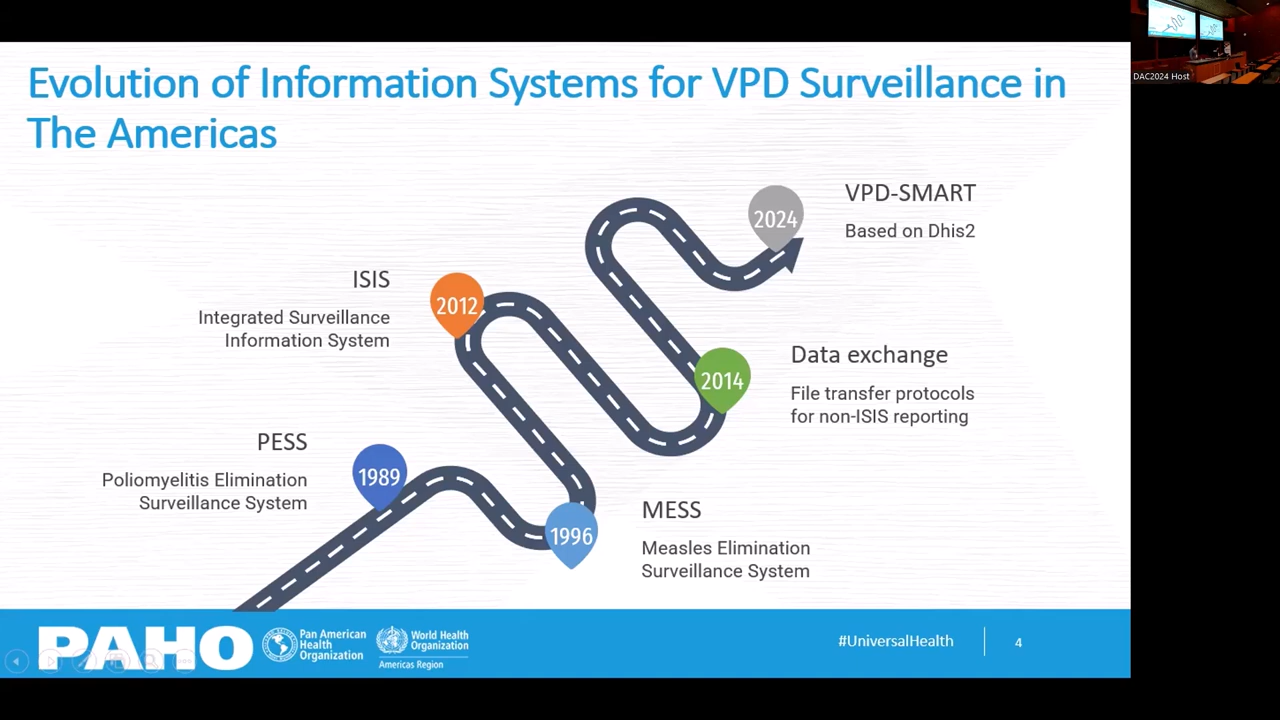 Evolution of Information Systems for VPD Surveillance in
The Americas
DAC2024 Host
2024
VPD-SMART
Based on Dhis2
ISIS
Integrated Surveillance
Information System
2012
2014
Data exchange
File transfer protocols
for non-ISIS reporting
PESS
Poliomyelitis Elimination
Surveillance System
1989
1996
MESS
Measles Elimination
Surveillance System
PAHO
Pan American
Health
Organization
World Health
Organization
Americas Region
#UniversalHealth
4